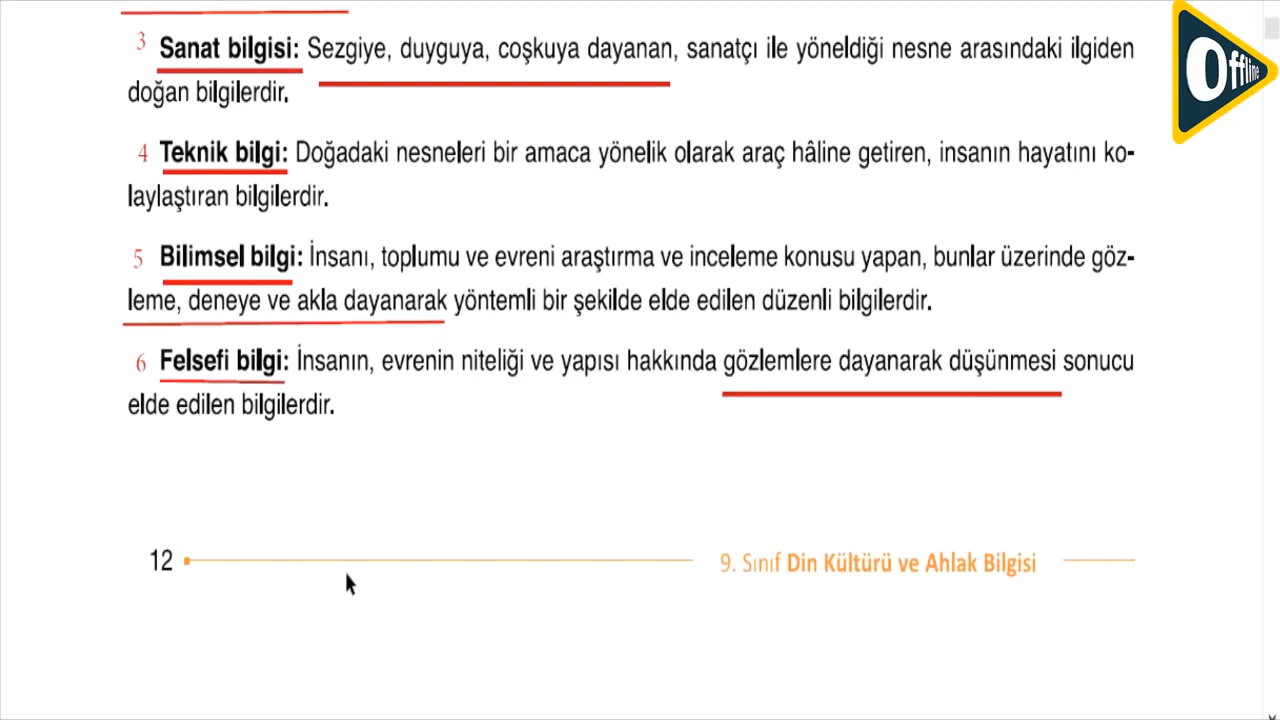 Offline
3 Sanat bilgisi: Sezgiye, duyguya, coşkuya dayanan, sanatçı ile yöneldiği nesne arasındaki ilgiden
doğan bilgilerdir.
4 Teknik bilgi: Doğadaki nesneleri bir amaca yönelik olarak araç hâline getiren, insanın hayatını ko-
laylaştıran bilgilerdir.
5 Bilimsel bilgi: İnsanı, toplumu ve evreni araştırma ve inceleme konusu yapan, bunlar üzerinde göz-
leme, deneye ve akla dayanarak yöntemli bir şekilde elde edilen düzenli bilgilerdir.
6 Felsefi bilgi: İnsanın, evrenin niteliği ve yapısı hakkında gözlemlere dayanarak düşünmesi sonucu
elde edilen bilgilerdir.
12 9. Sınıf Din Kültürü ve Ahlak Bilgisi